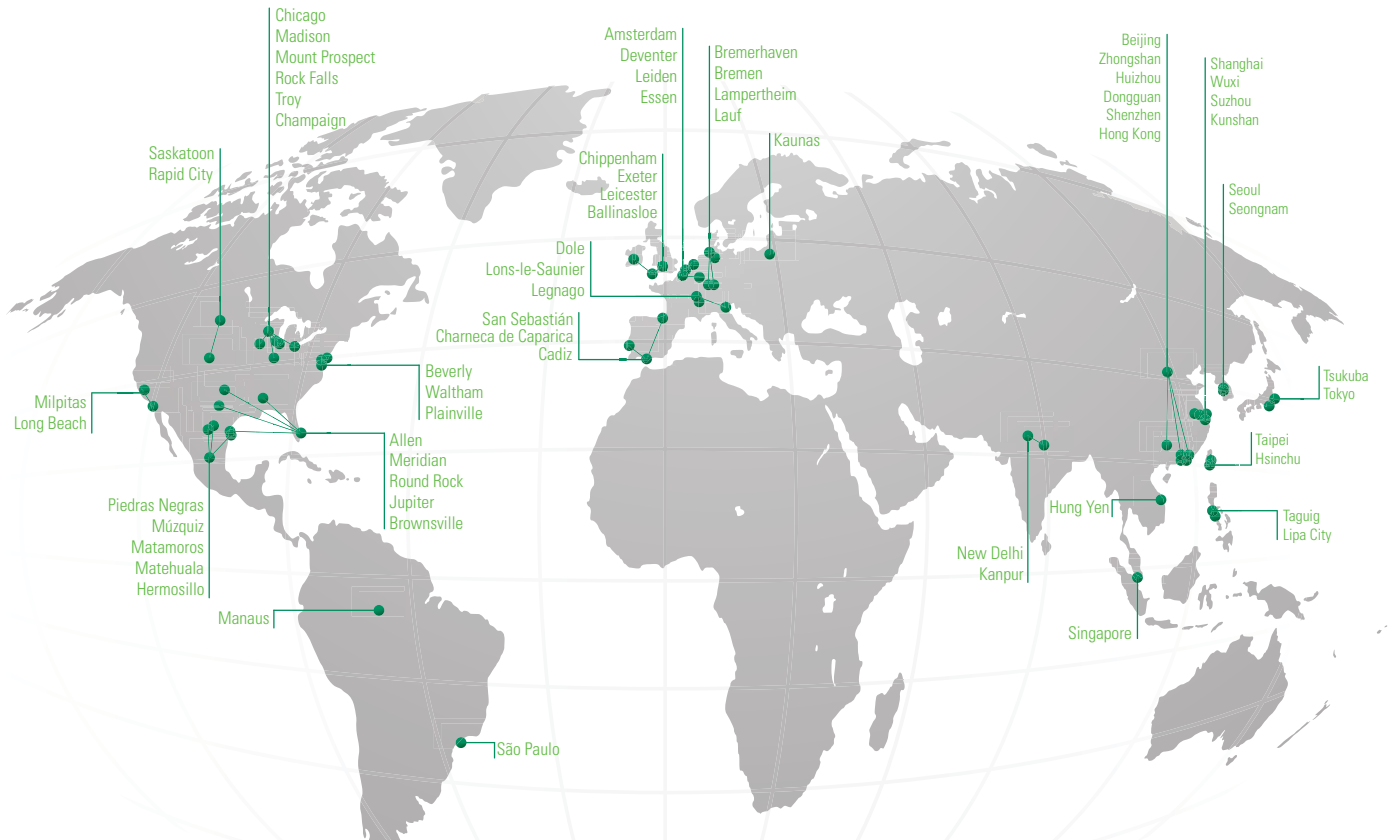 Chicago
Madison
Mount Prospect
Rock Falls
Troy
Champaign
Saskatoon
Rapid City
Amsterdam
Deventer
Leiden
Essen
Bremerhaven
Bremen
Lampertheim
Lauf
Kaunas
Chippenham
Exeter
Leicester
Ballinasloe
Dole
Lons-le-Saunier
Legnago
San Sebastián
Charneca de Caparica
Cadiz
Beijing
Zhongshan
Huizhou
Dongguan
Shenzhen
Hong Kong
Shanghai
Wuxi
Suzhou
Kunshan
Seoul
Seongnam
Tsukuba
Tokyo
Taipei
Hsinchu
Taguig
Lipa City
Hung Yen
New Delhi
Kanpur
Singapore
Milpitas
Long Beach
Beverly
Waltham
Plainville
Allen
Meridian
Round Rock
Jupiter
Brownsville
Piedras Negras
Múzquiz
Matamoros
Matehuala
Hermosillo
Manaus
São Paulo